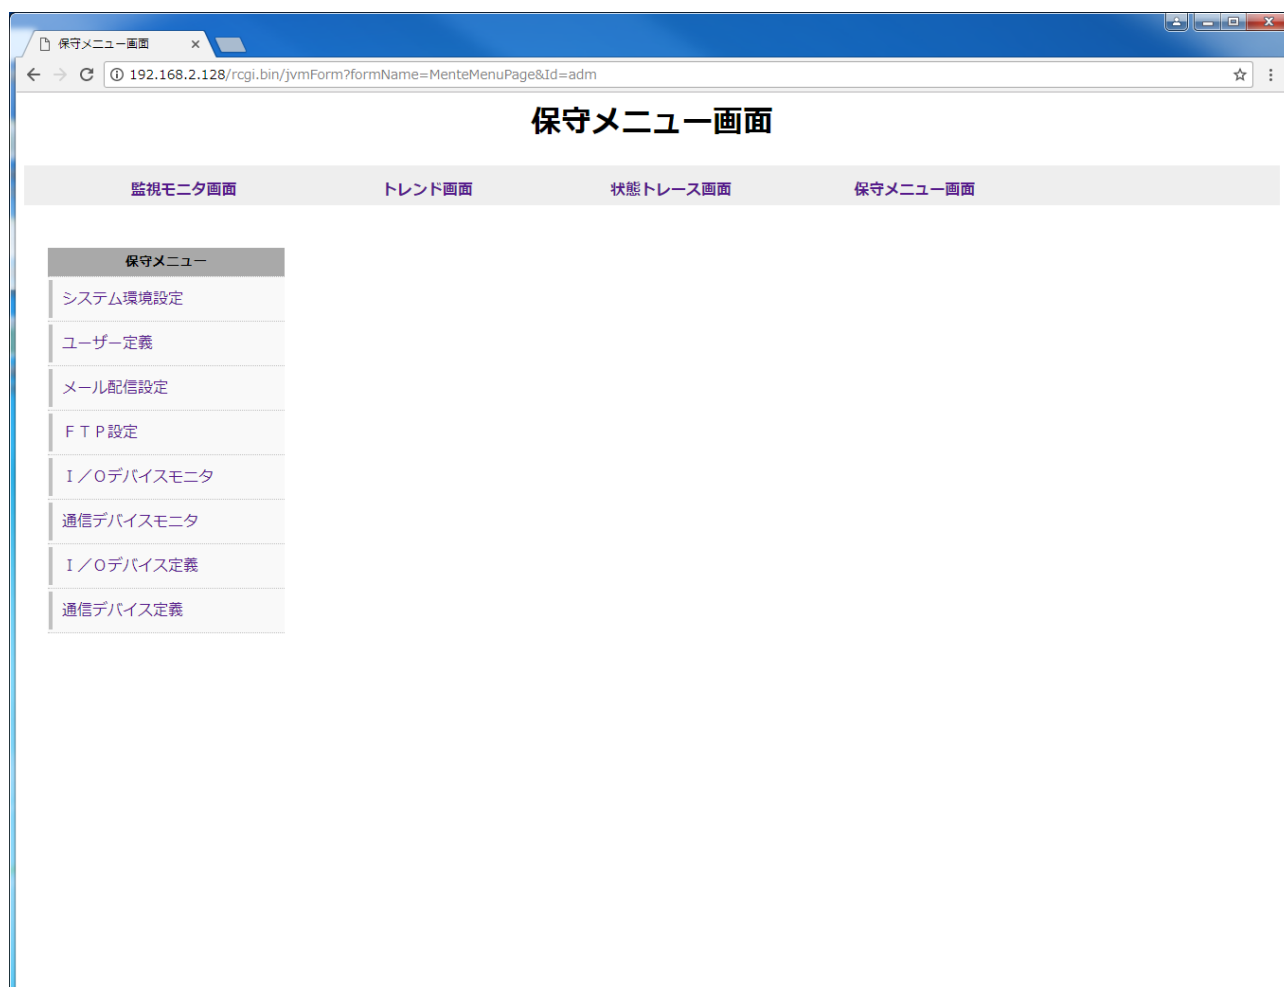 保守メニュー画面
192.168.2.128/rcgi.bin/jvmForm?formName=MenteMenuPage&Id=adm
保守メニュー画面
監視モニタ画面 トレンド画面 状態トレース画面 保守メニュー画面
保守メニュー
システム環境設定
ユーザー定義
メール配信設定
ＦＴＰ設定
Ｉ／Ｏデバイスモニタ
通信デバイスモニタ
Ｉ／Ｏデバイス定義
通信デバイス定義